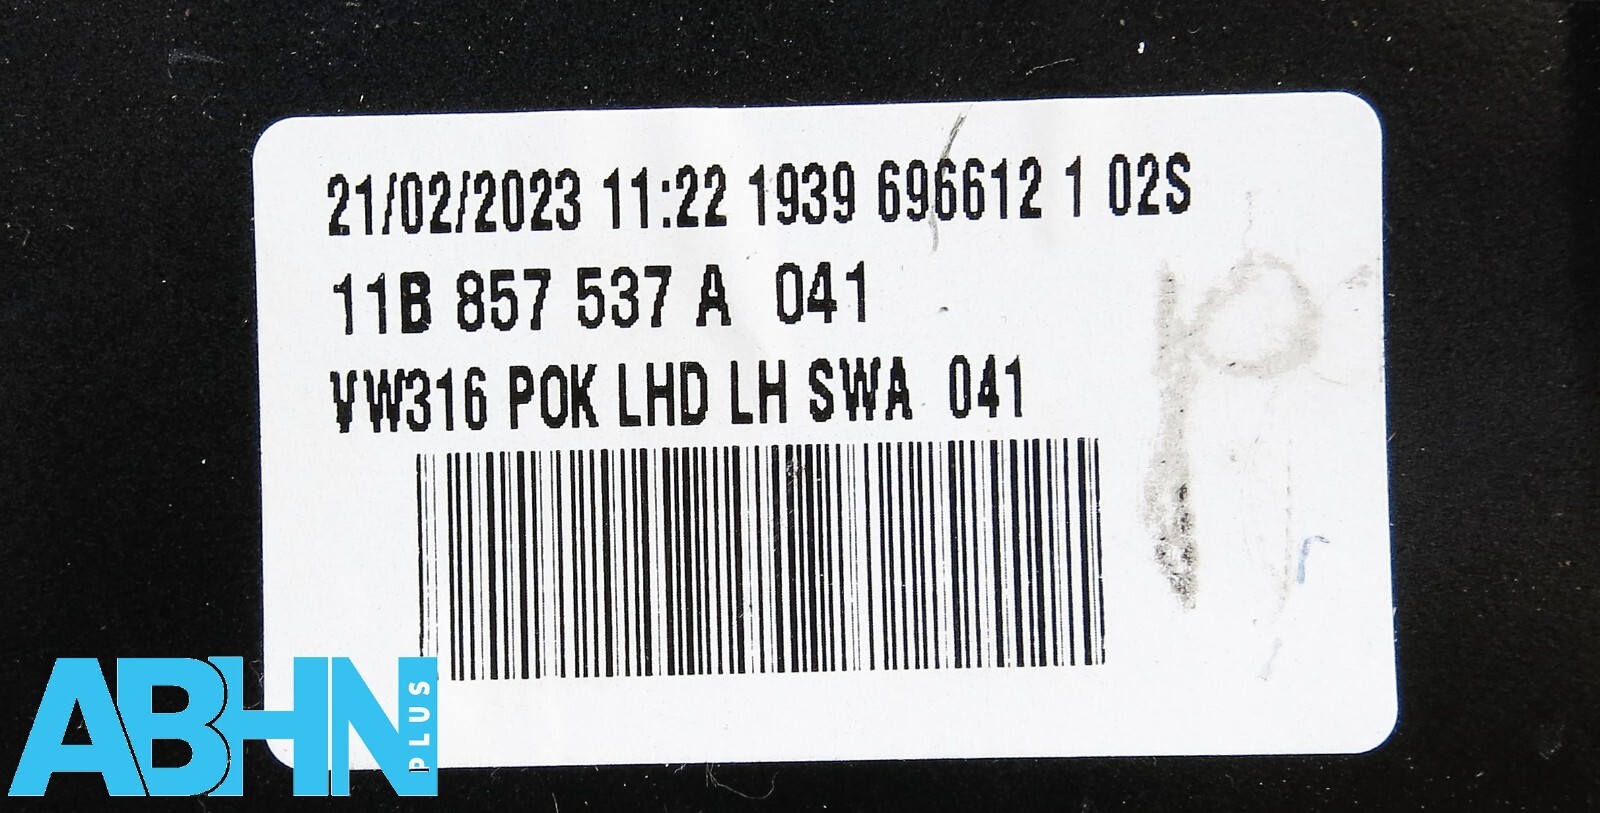 21/02/2023 11:22 1939 696612 1 02S
11B 857 537 A 041
VW316 POK LHD LH SWA 041
ABHN PLUS